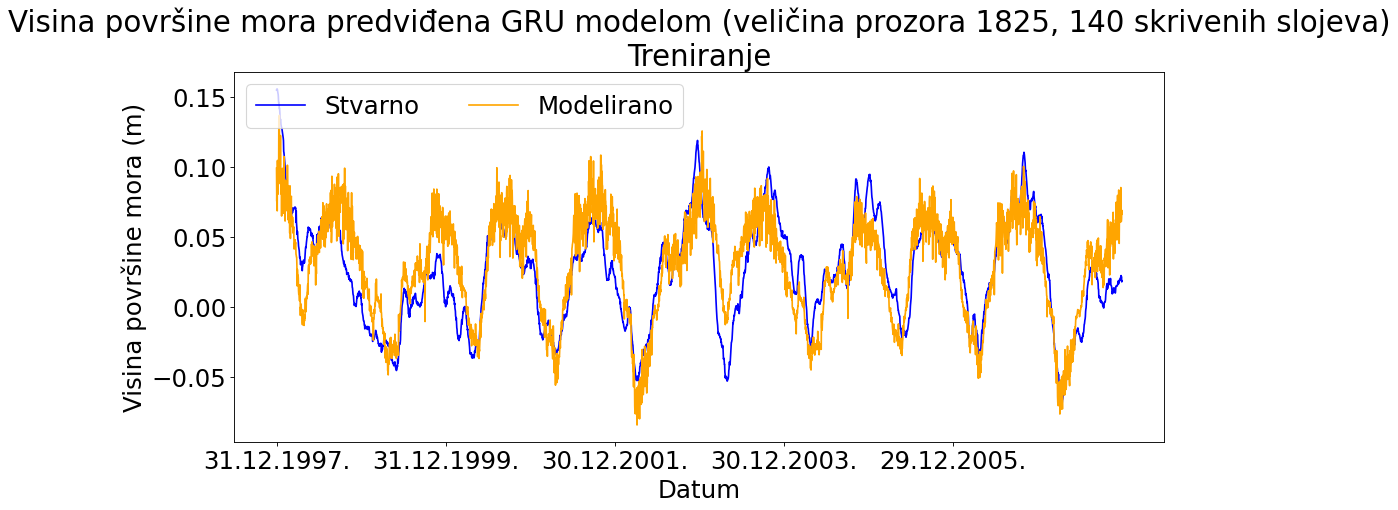 Visina površine mora predviđena GRU modelom (veličina prozora 1825, 140 skrivenih slojeva)
Treniranje
Stvarno
Modelirano
Visina površine mora (m)
0.15
0.10
0.05
0.00
−0.05
31.12.1997.
31.12.1999.
30.12.2001.
30.12.2003.
29.12.2005.
Datum